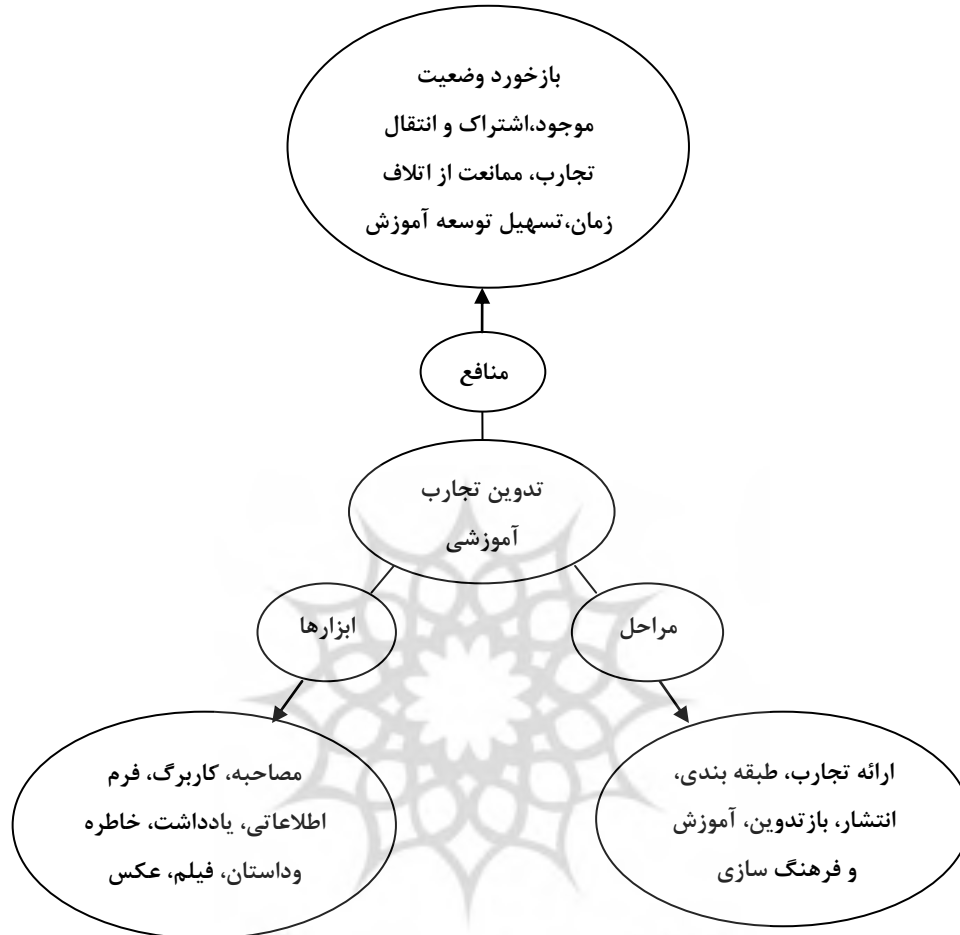 بازخورد وضعیت
موجود،اشتراک و انتقال
تجارب، ممانعت از اتلاف
زمان،تسهیل توسعه آموزش
منافع
تدوین تجارب
آموزشی
مراحل
ابزارها
ارائه تجارب، طبقه بندی،
انتشار، بازتدوین، آموزش
و فرهنگ سازی
مصاحبه، کاربرگ، فرم
اطلاعاتی، یادداشت، خاطره
وداستان، فیلم، عکس